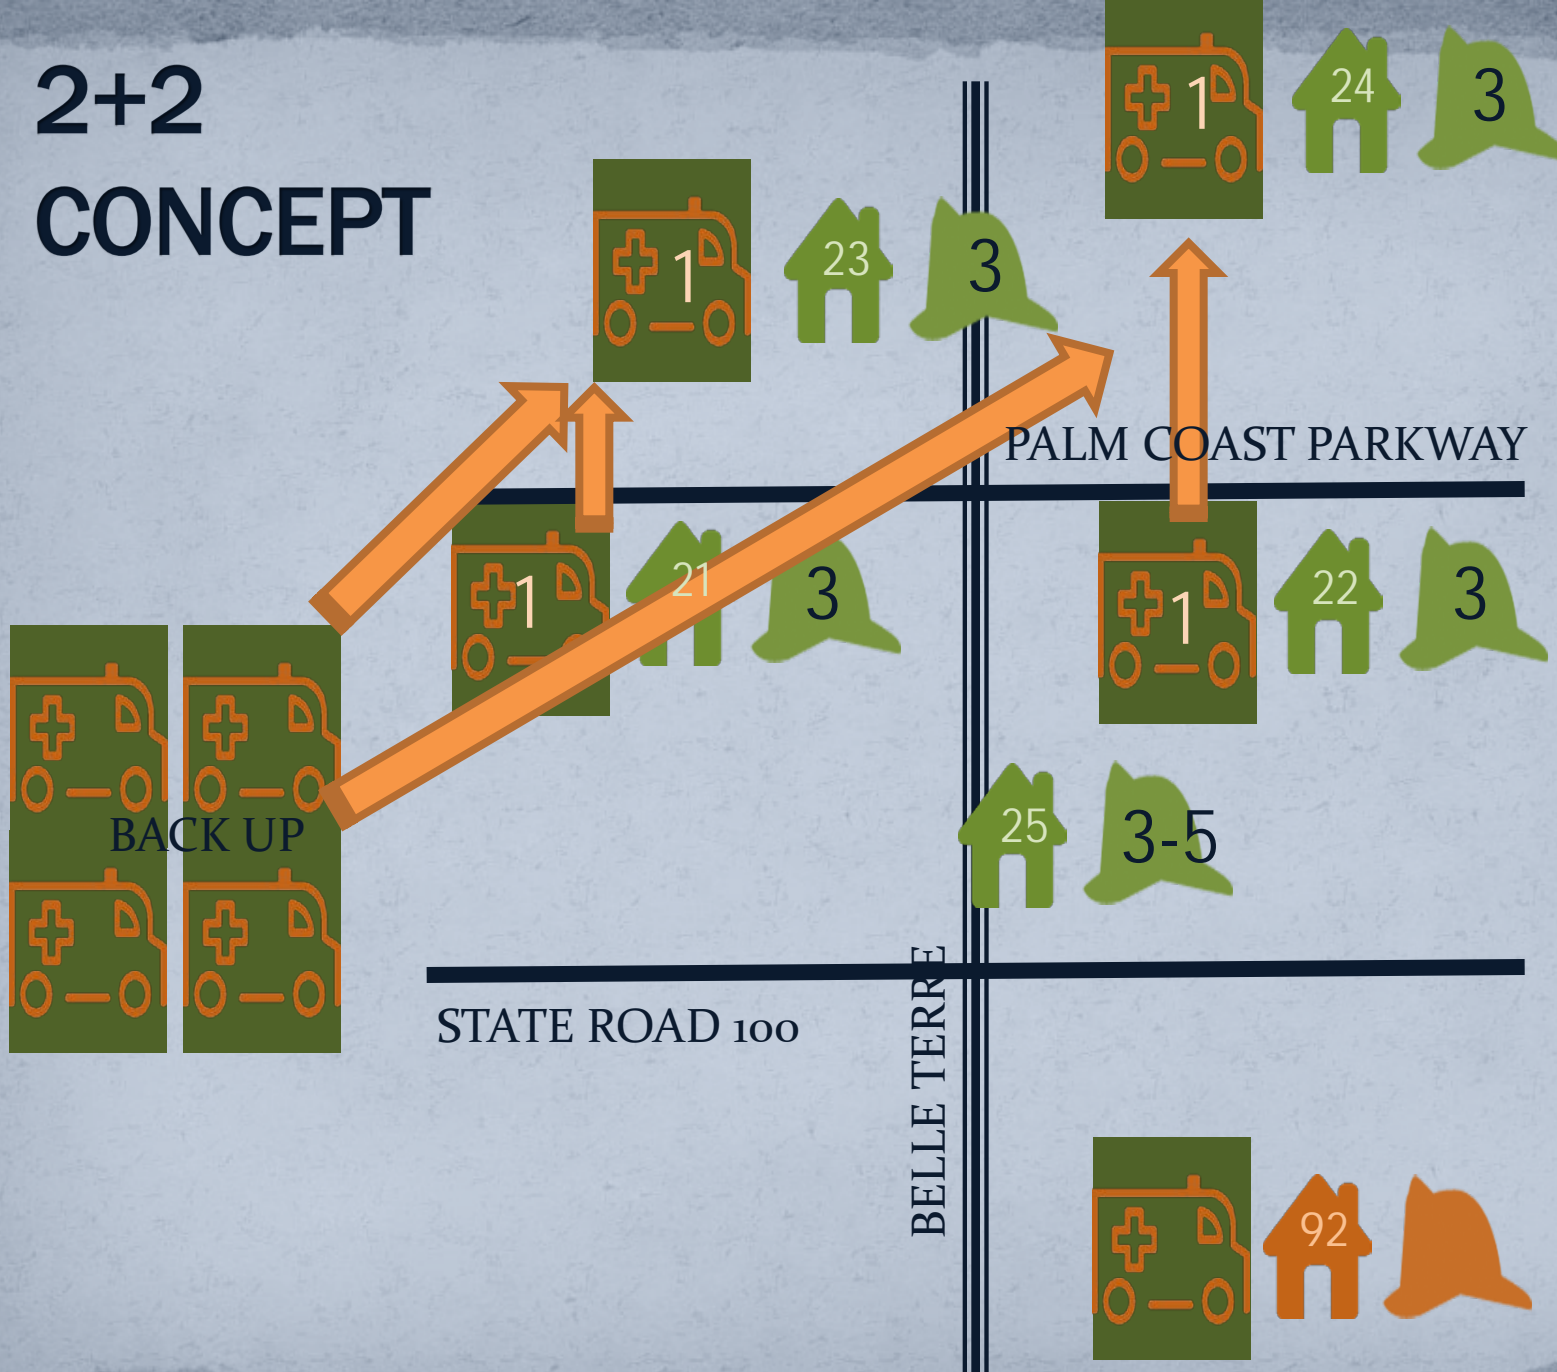 2+2
CONCEPT
1 24 3
1 23 3
PALM COAST PARKWAY
1 21 3
1 22 3
BACK UP
25 3-5
STATE ROAD 100
BELLE TERRE
92